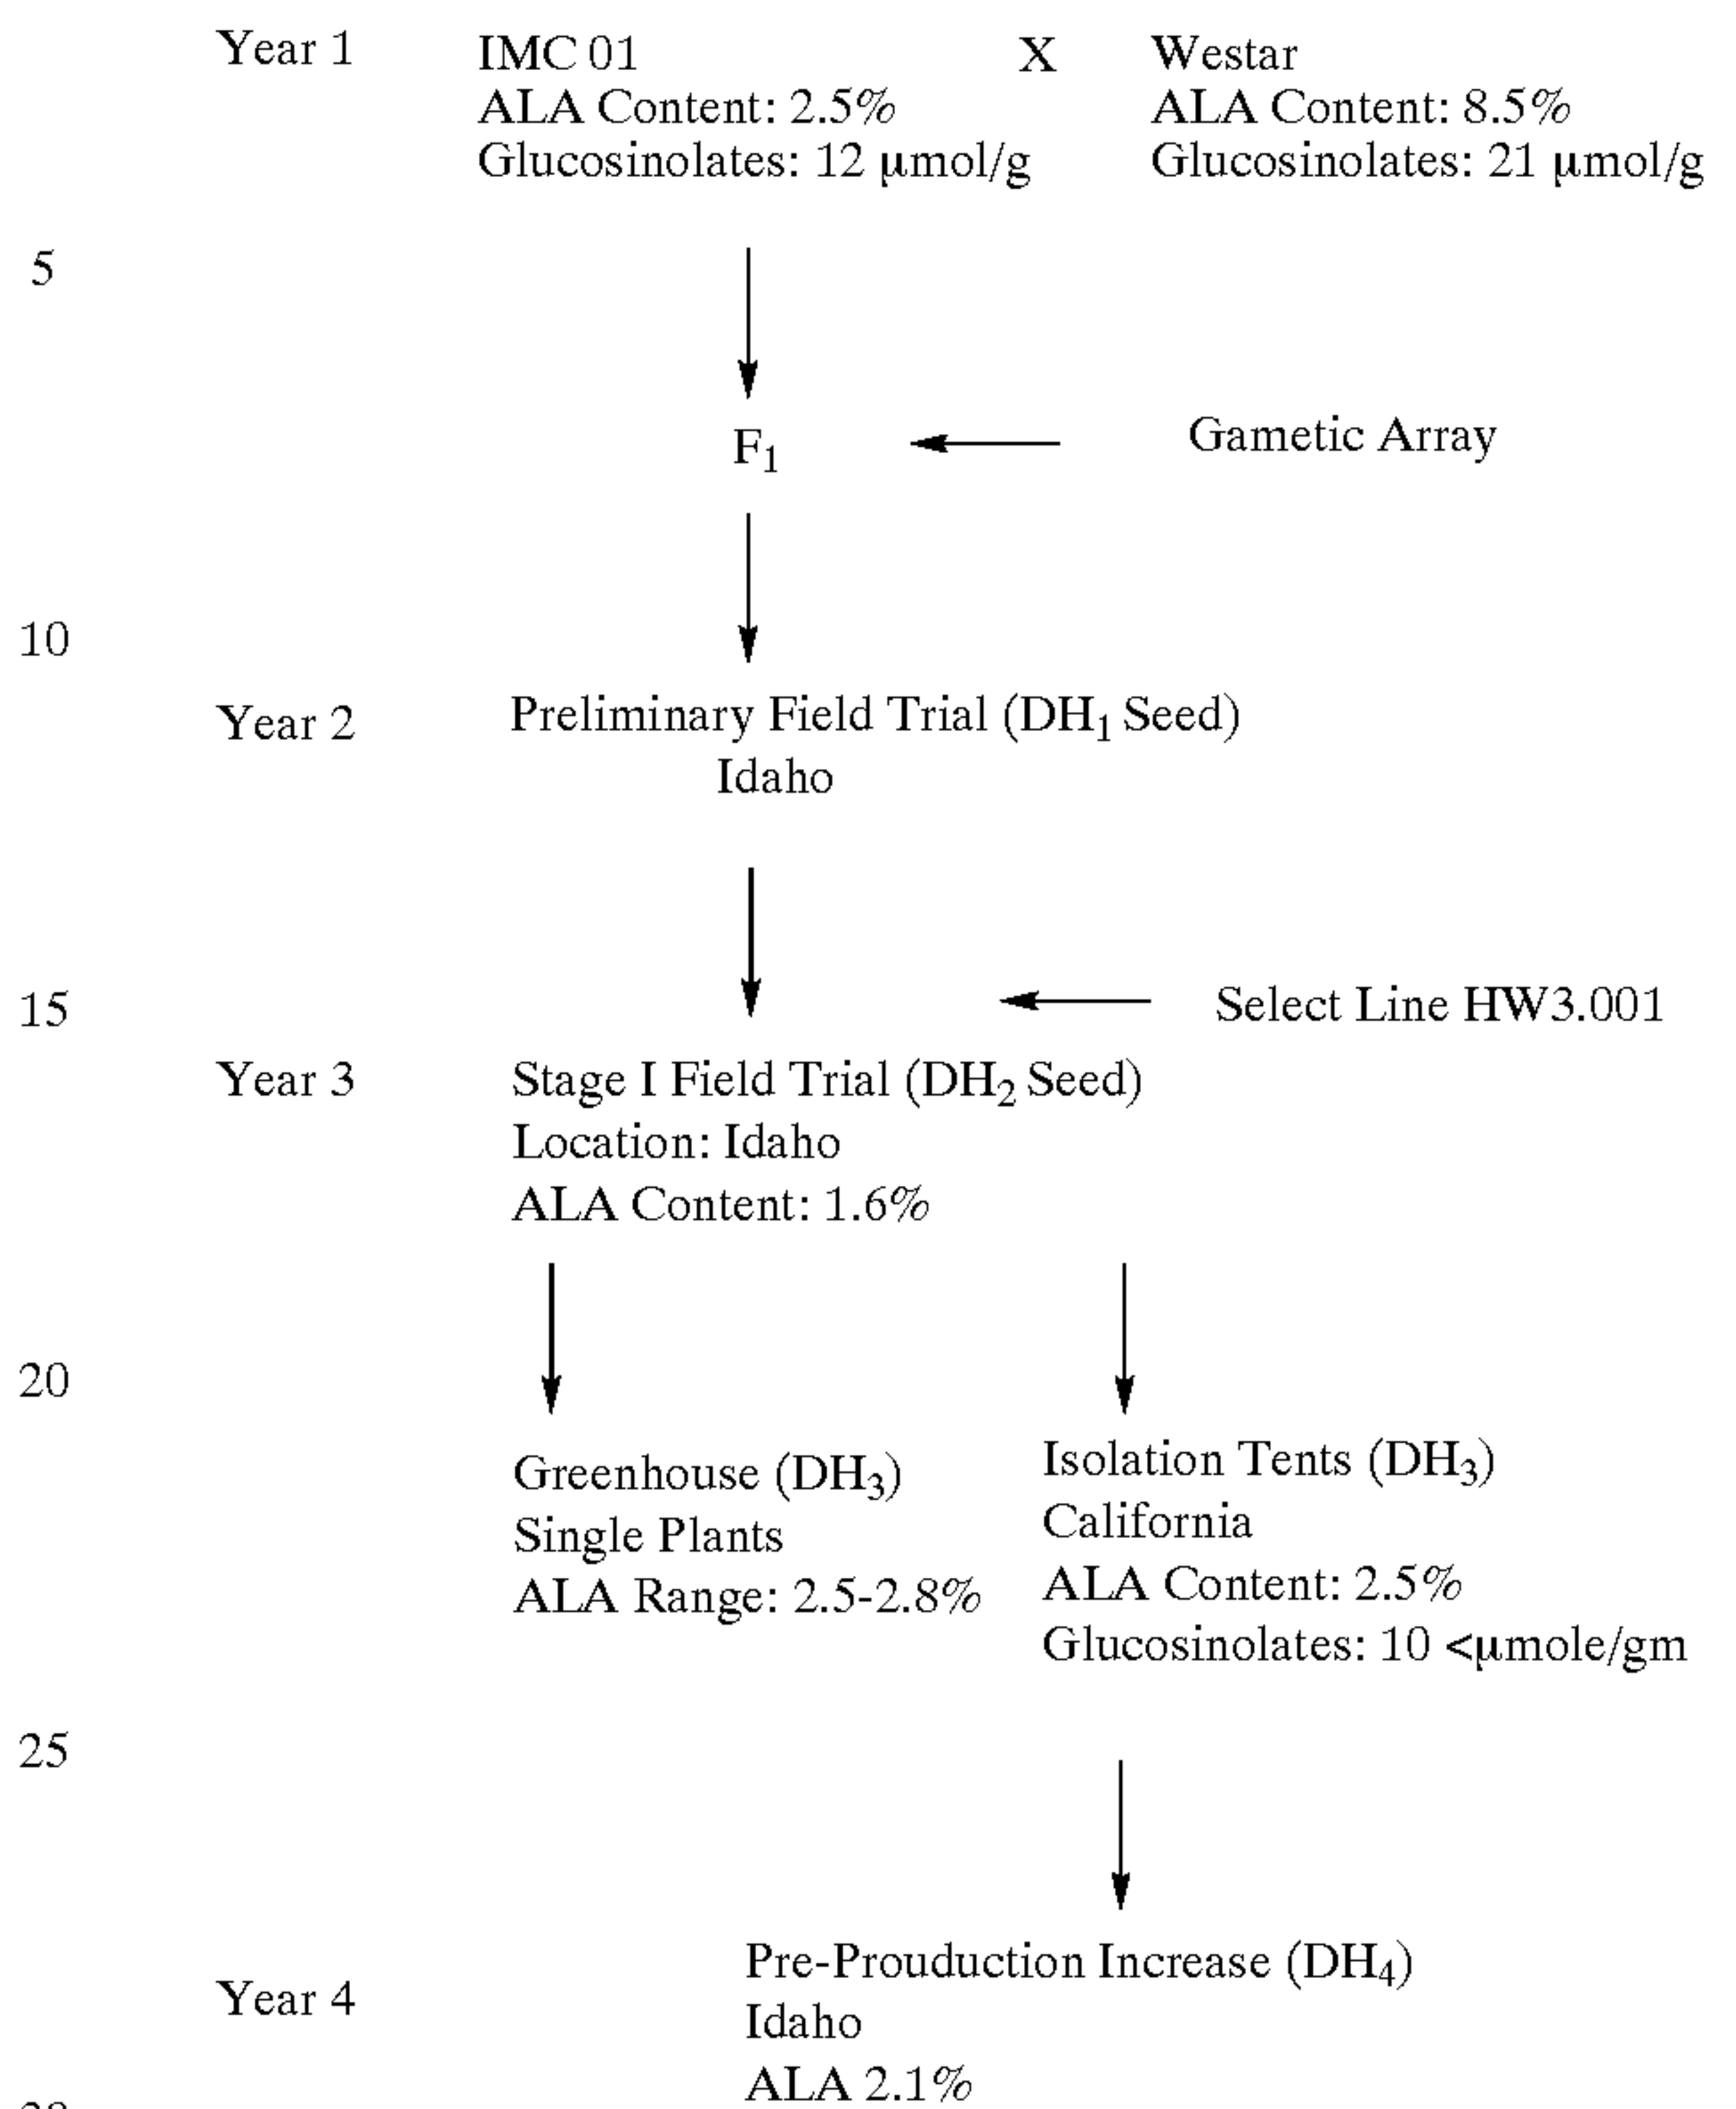 Year 1 IMC 01 X Westar
ALA Content: 2.5% ALA Content: 8.5%
Glucosinolates: 12 µmol/g Glucosinolates: 21 µmol/g
5
F1 Gametic Array
10
Year 2 Preliminary Field Trial (DH1 Seed)
Idaho
15 Select Line HW3.001
Year 3 Stage I Field Trial (DH2 Seed)
Location: Idaho
ALA Content: 1.6%
20
Greenhouse (DH3)
Single Plants
ALA Range: 2.5-2.8%
Isolation Tents (DH3)
California
ALA Content: 2.5%
Glucosinolates: 10 <µmole/gm
25
Pre-Prouduction Increase (DH4)
Year 4 Idaho
ALA 2.1%